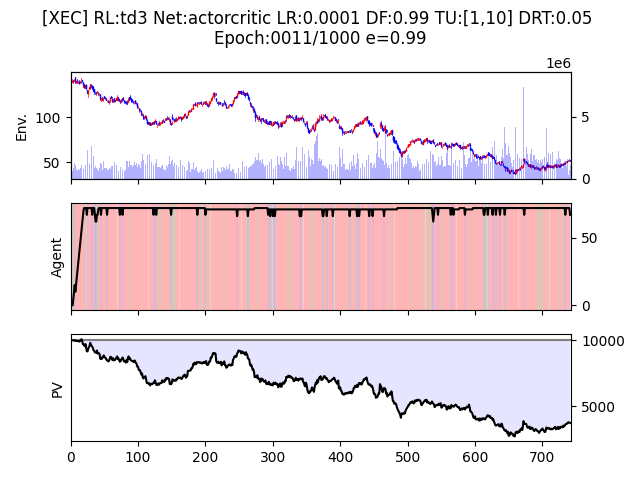 [XEC] RL:td3 Net:actorcritic LR:0.0001 DF:0.99 TU:[1,10] DRT:0.05
Epoch:0011/1000 e=0.99
1e6
Env.
100
50
5
0
Agent
50
0
PV
10000
5000
0 100 200 300 400 500 600 700